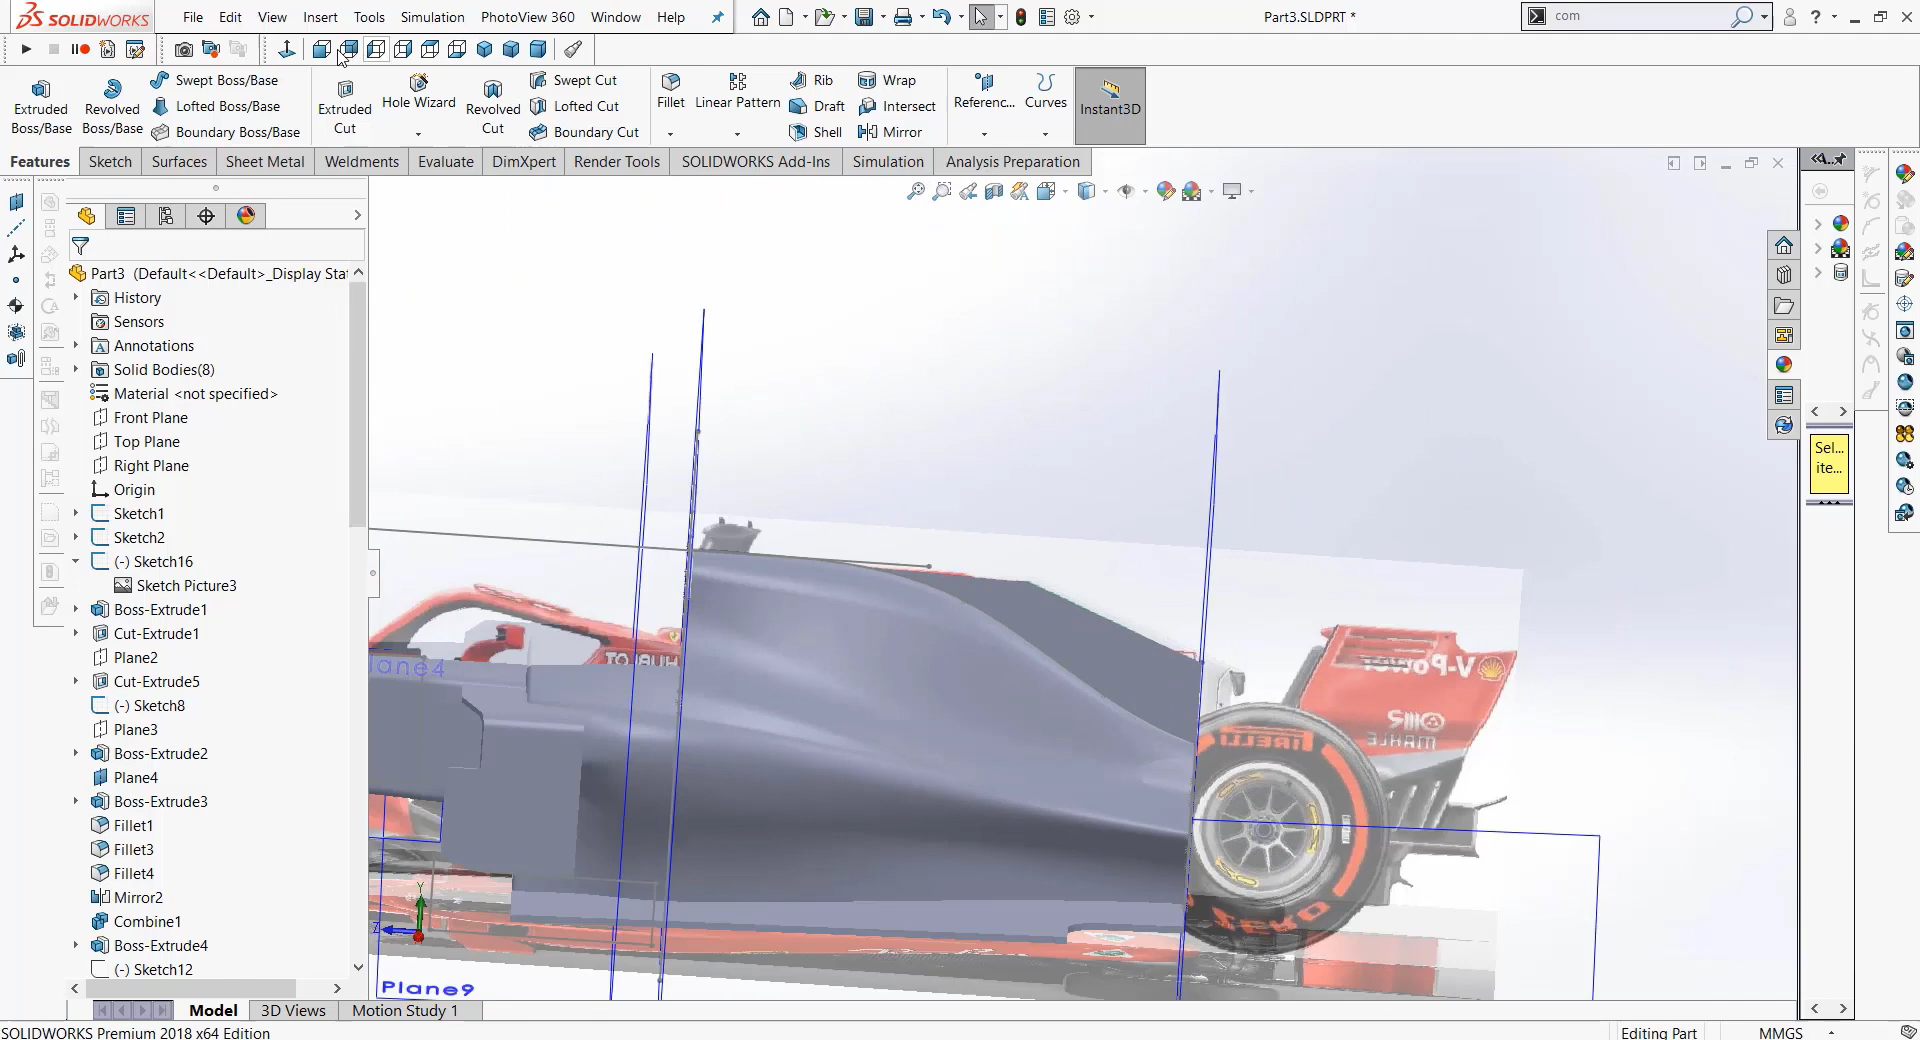 SOLIDWORKS
File Edit View Insert Tools Simulation PhotoView 360 Window Help
Part3.SLDPRT *
com
Extruded Boss/Base
Revolved Boss/Base
Swept Boss/Base
Lofted Boss/Base
Boundary Boss/Base
Extruded Cut
Hole Wizard
Revolved Cut
Swept Cut
Lofted Cut
Boundary Cut
Fillet
Linear Pattern
Rib
Draft
Shell
Wrap
Intersect
Mirror
Referenc...
Curves
Instant3D
Features Sketch Surfaces Sheet Metal Weldments Evaluate DimXpert Render Tools SOLIDWORKS Add-Ins Simulation Analysis Preparation
Part3 (Default<<Default>_Display Sta
History
Sensors
Annotations
Solid Bodies(8)
Material <not specified>
Front Plane
Top Plane
Right Plane
Origin
Sketch1
Sketch2
(-) Sketch16
Sketch Picture3
Boss-Extrude1
Cut-Extrude1
Plane2
Cut-Extrude5
(-) Sketch8
Plane3
Boss-Extrude2
Plane4
Boss-Extrude3
Fillet1
Fillet3
Fillet4
Mirror2
Combine1
Boss-Extrude4
(-) Sketch12
lane4
HUBLOT
V-Power
MAHLE
PIRELLI
P ZERO
Y
Z
Plane9
Sel...
ite...
Model 3D Views Motion Study 1
SOLIDWORKS Premium 2018 x64 Edition
Editing Part
MMGS